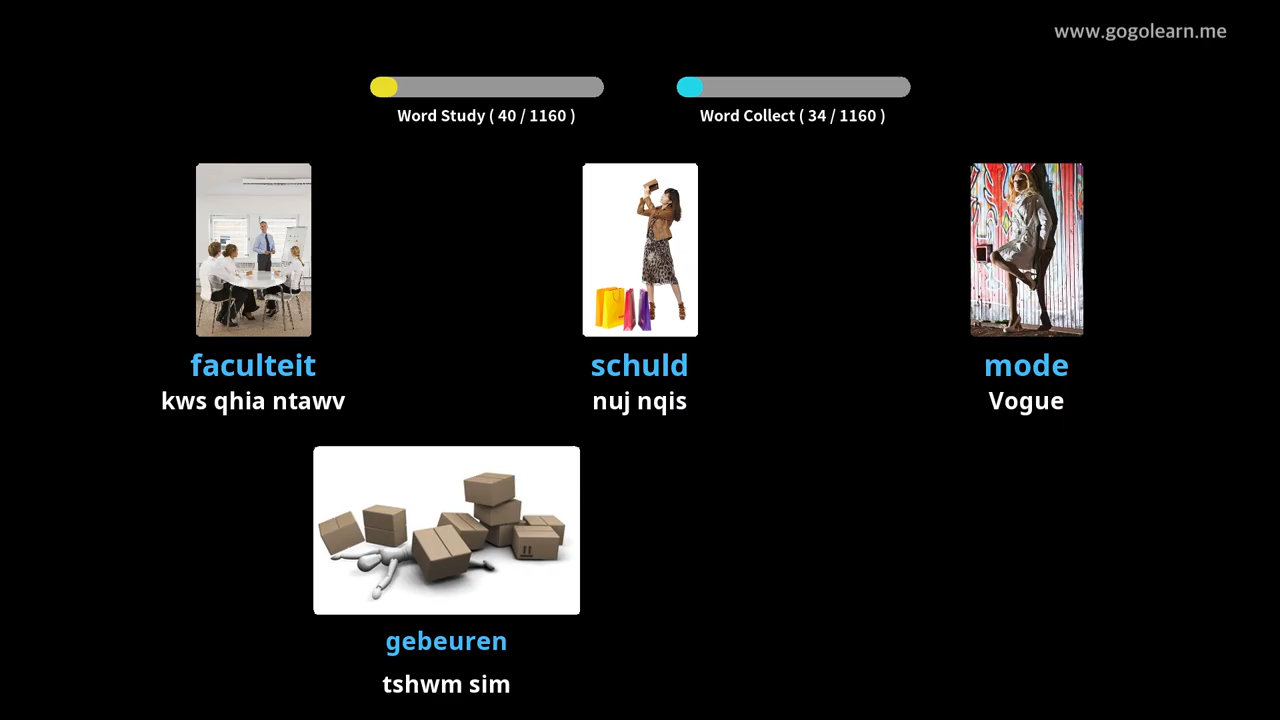 www.gogolearn.me
Word Study ( 40 / 1160 )
Word Collect ( 34 / 1160 )
faculteit
kws qhia ntawv
schuld
nuj nqis
mode
Vogue
gebeuren
tshwm sim